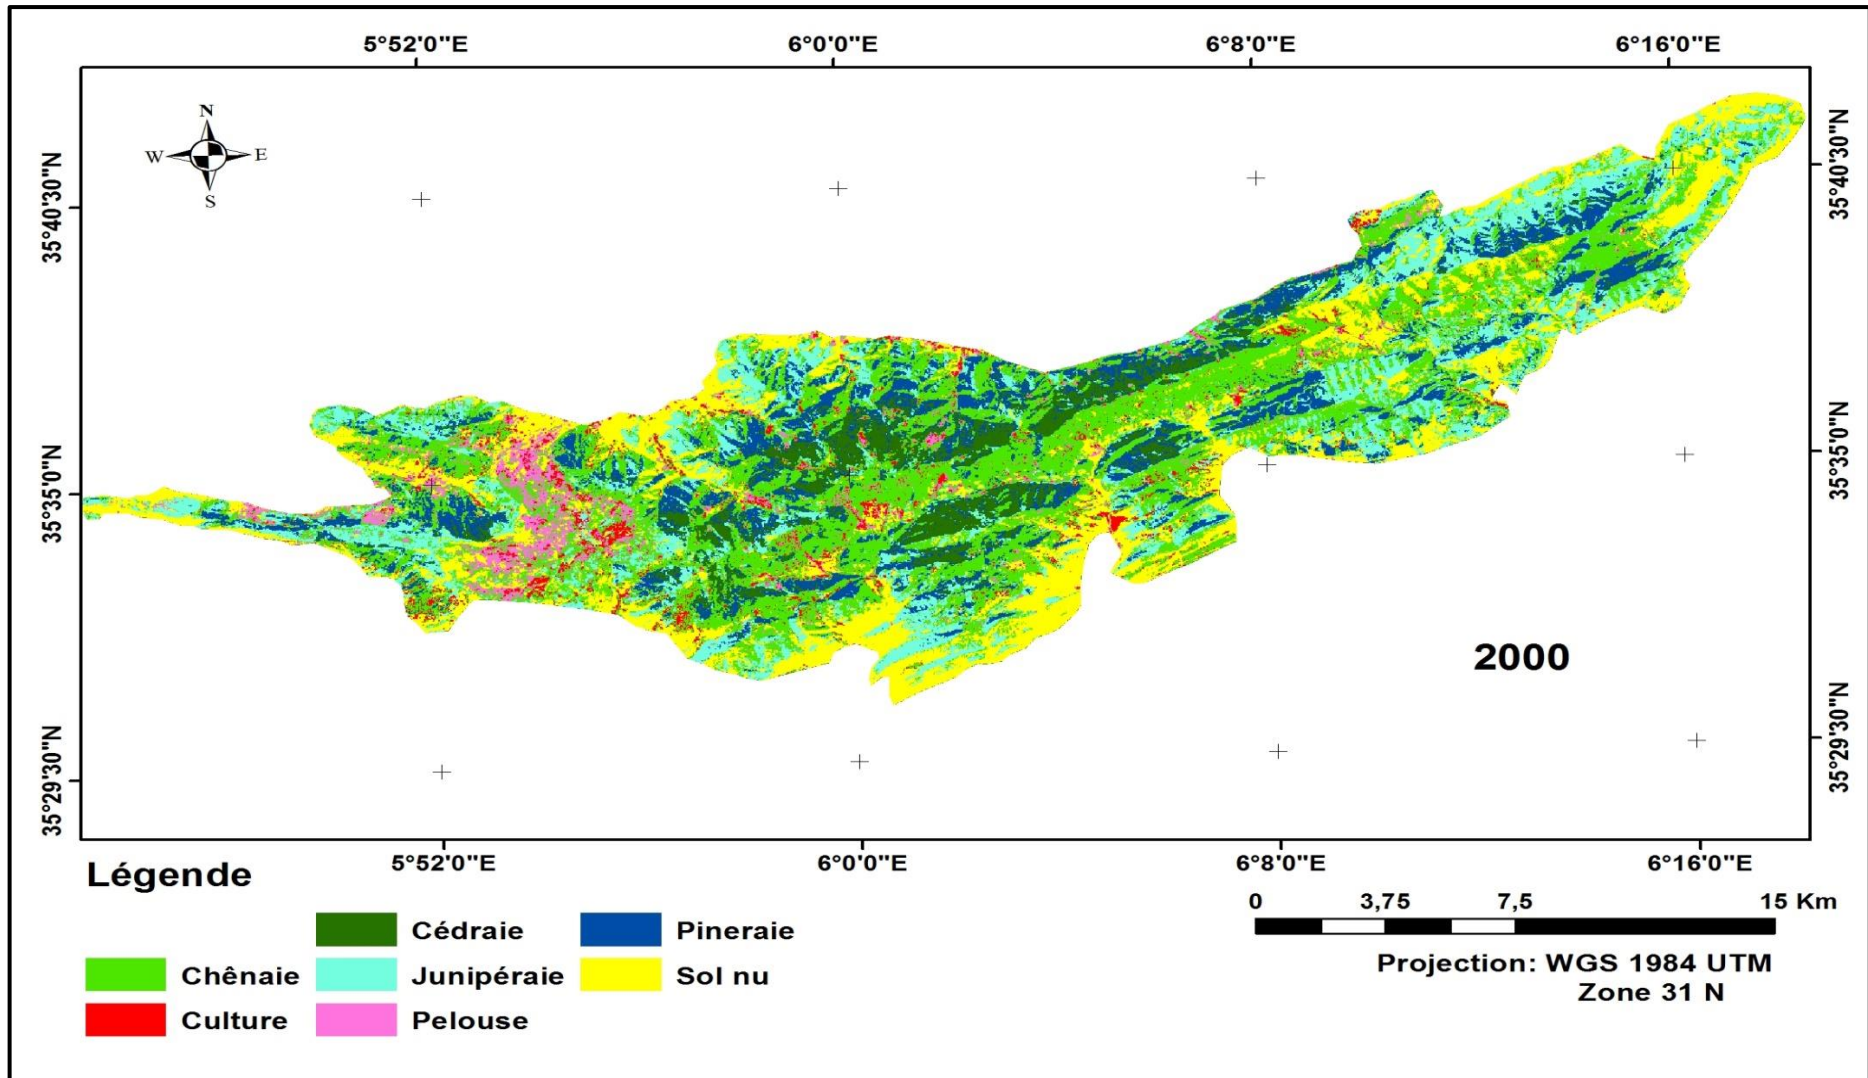 5°52'0"E 6°0'0"E 6°8'0"E 6°16'0"E
N
W E
S
35°40'30"N 35°40'30"N
35°35'0"N 35°35'0"N
2000
35°29'30"N 35°29'30"N
5°52'0"E 6°0'0"E 6°8'0"E 6°16'0"E
Légende
Cédraie Pineraie
Chênaie Junipéraie Sol nu
Culture Pelouse
0 3,75 7,5 15 Km
Projection: WGS 1984 UTM
Zone 31 N